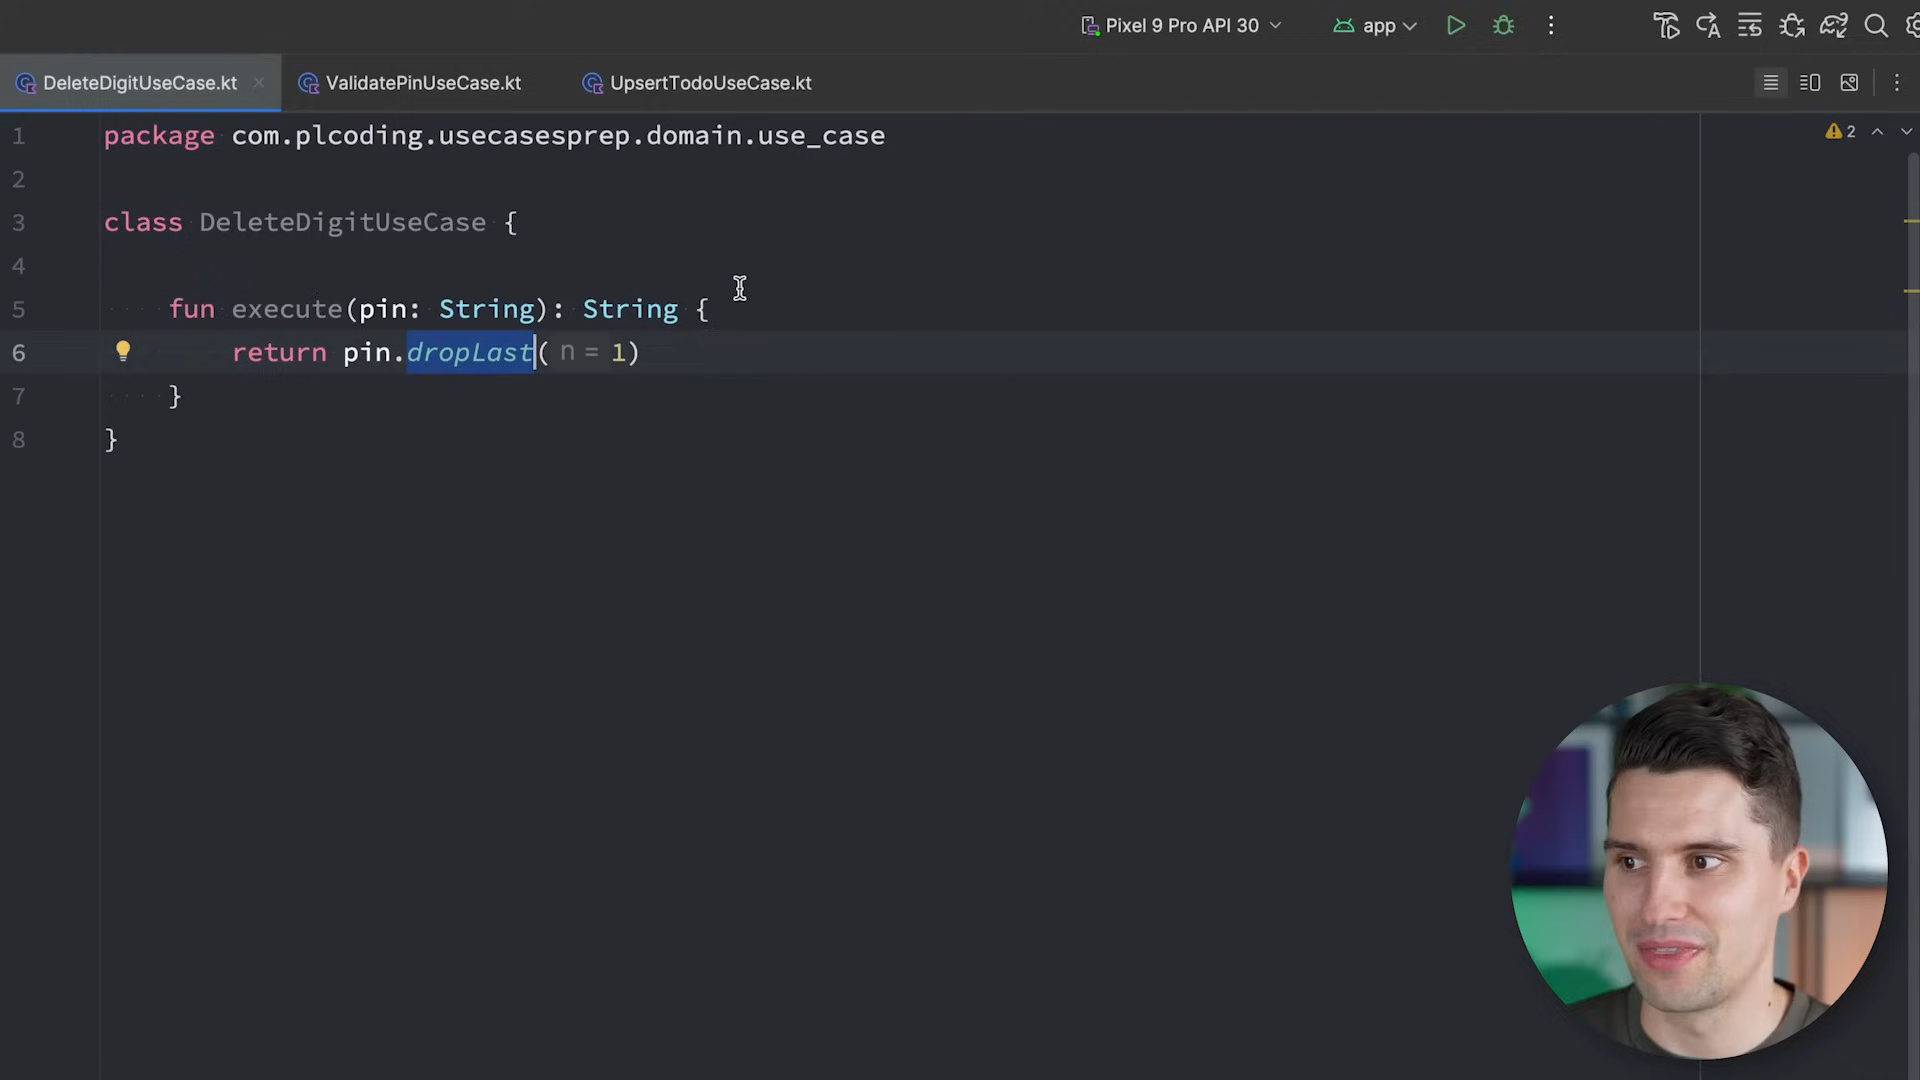 Pixel 9 Pro API 30 app
DeleteDigitUseCase.kt ValidatePinUseCase.kt UpsertTodoUseCase.kt
1 package com.plcoding.usecasesprep.domain.use_case 2
2
3 class DeleteDigitUseCase {
4
5 fun execute(pin: String): String {
6 return pin.dropLast( n = 1)
7 }
8 }